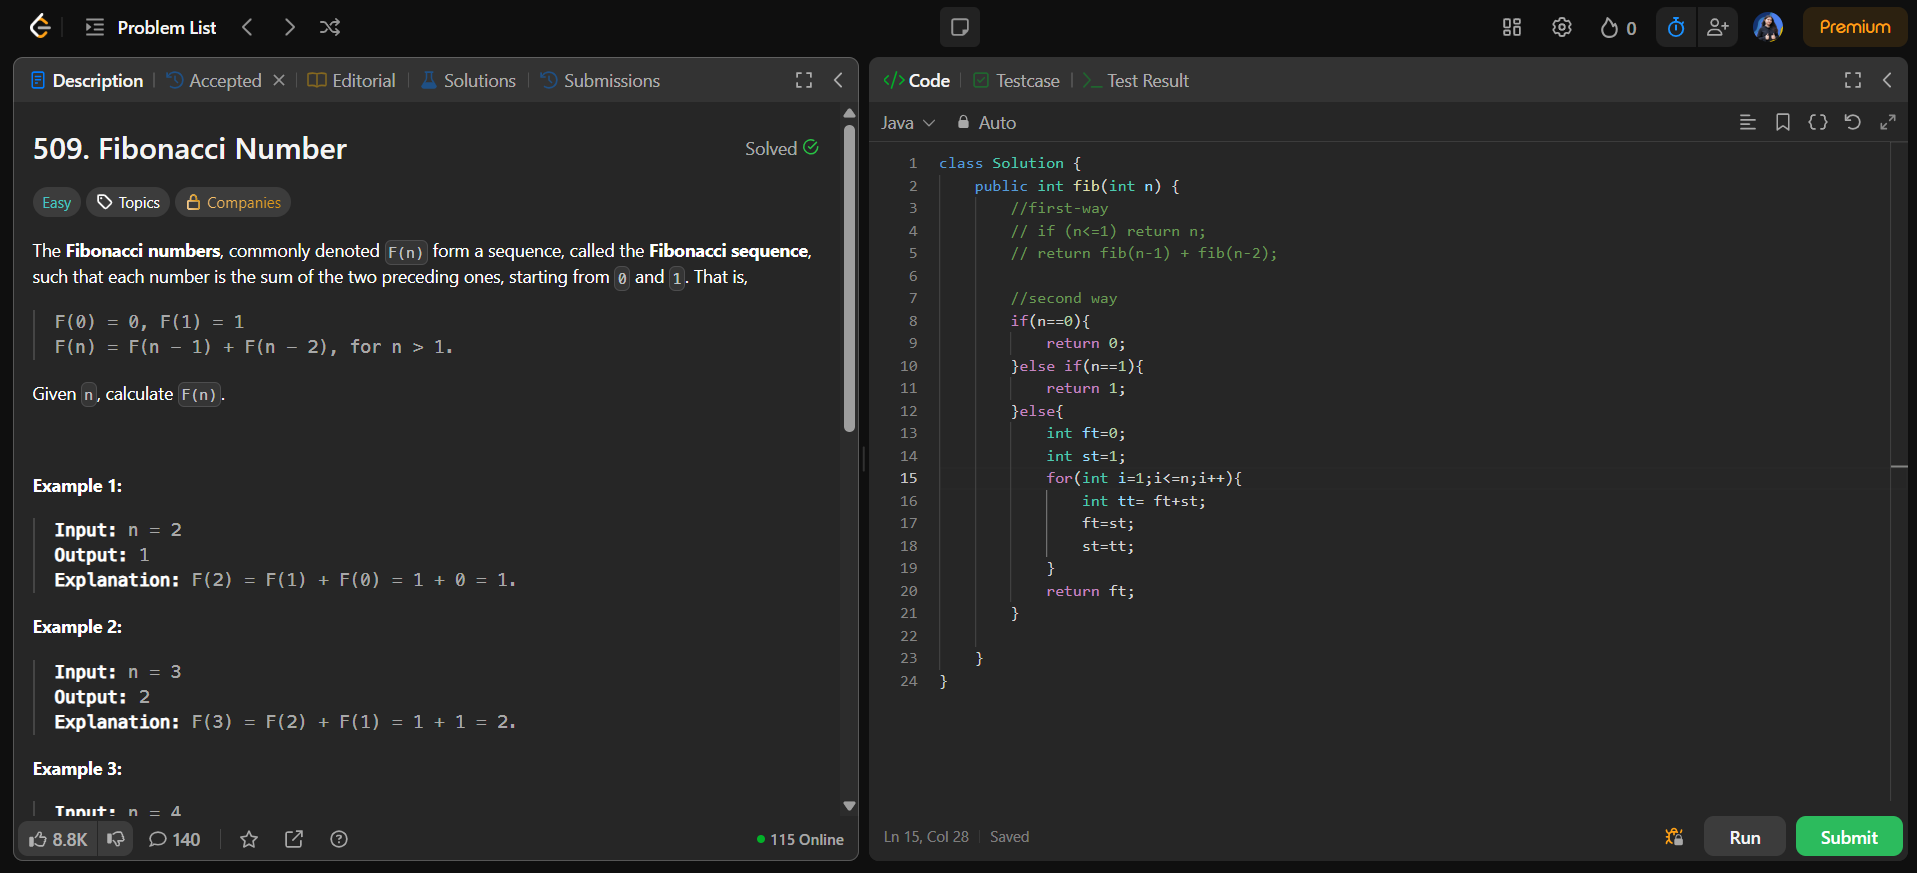 Problem List
0
Premium
Description
Accepted
Editorial
Solutions
Submissions
509. Fibonacci Number
Solved
Easy
Topics
Companies
The Fibonacci numbers, commonly denoted F(n) form a sequence, called the Fibonacci sequence,
such that each number is the sum of the two preceding ones, starting from 0 and 1. That is,
F(0) = 0, F(1) = 1
F(n) = F(n - 1) + F(n - 2), for n > 1.
Given n, calculate F(n).
Example 1:
Input: n = 2
Output: 1
Explanation: F(2) = F(1) + F(0) = 1 + 0 = 1.
Example 2:
Input: n = 3
Output: 2
Explanation: F(3) = F(2) + F(1) = 1 + 1 = 2.
Example 3:
Input: n = 4
8.8K
140
115 Online
</> Code
Testcase
>_ Test Result
Java
Auto
1 class Solution {
2 public int fib(int n) {
3 //first-way
4 // if (n<=1) return n;
5 // return fib(n-1) + fib(n-2);
6
7 //second way
8 if(n==0){
9 return 0;
10 }else if(n==1){
11 return 1;
12 }else{
13 int ft=0;
14 int st=1;
15 for(int i=1;i<=n;i++){
16 int tt= ft+st;
17 ft=st;
18 st=tt;
19 }
20 return ft;
21 }
22
23 }
24 }
Ln 15, Col 28
Saved
Run
Submit